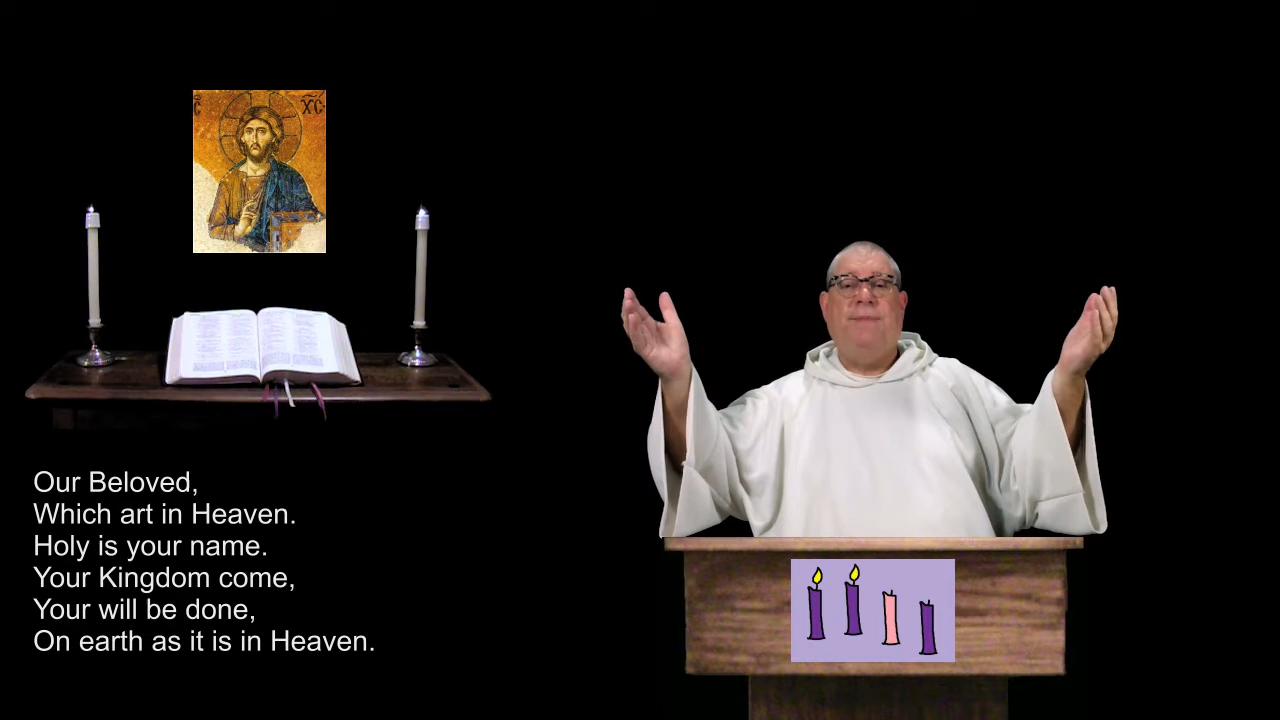 C
XC
Our Beloved,
Which art in Heaven.
Holy is your name.
Your Kingdom come,
Your will be done,
On earth as it is in Heaven.